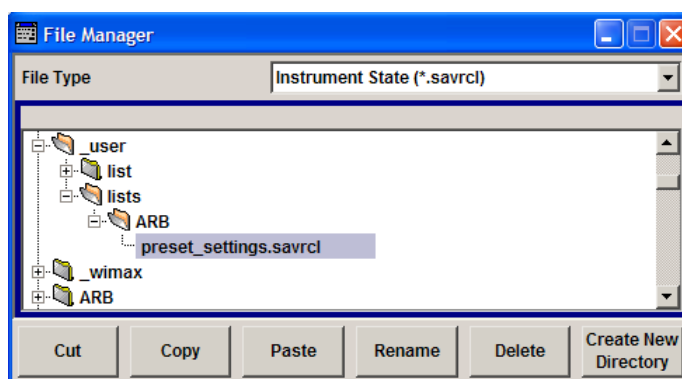 File Manager
File Type Instrument State (*.savrcl)
_user
list
lists
ARB
preset_settings.savrcl
_wimax
ARB
Cut Copy Paste Rename Delete Create New
Directory